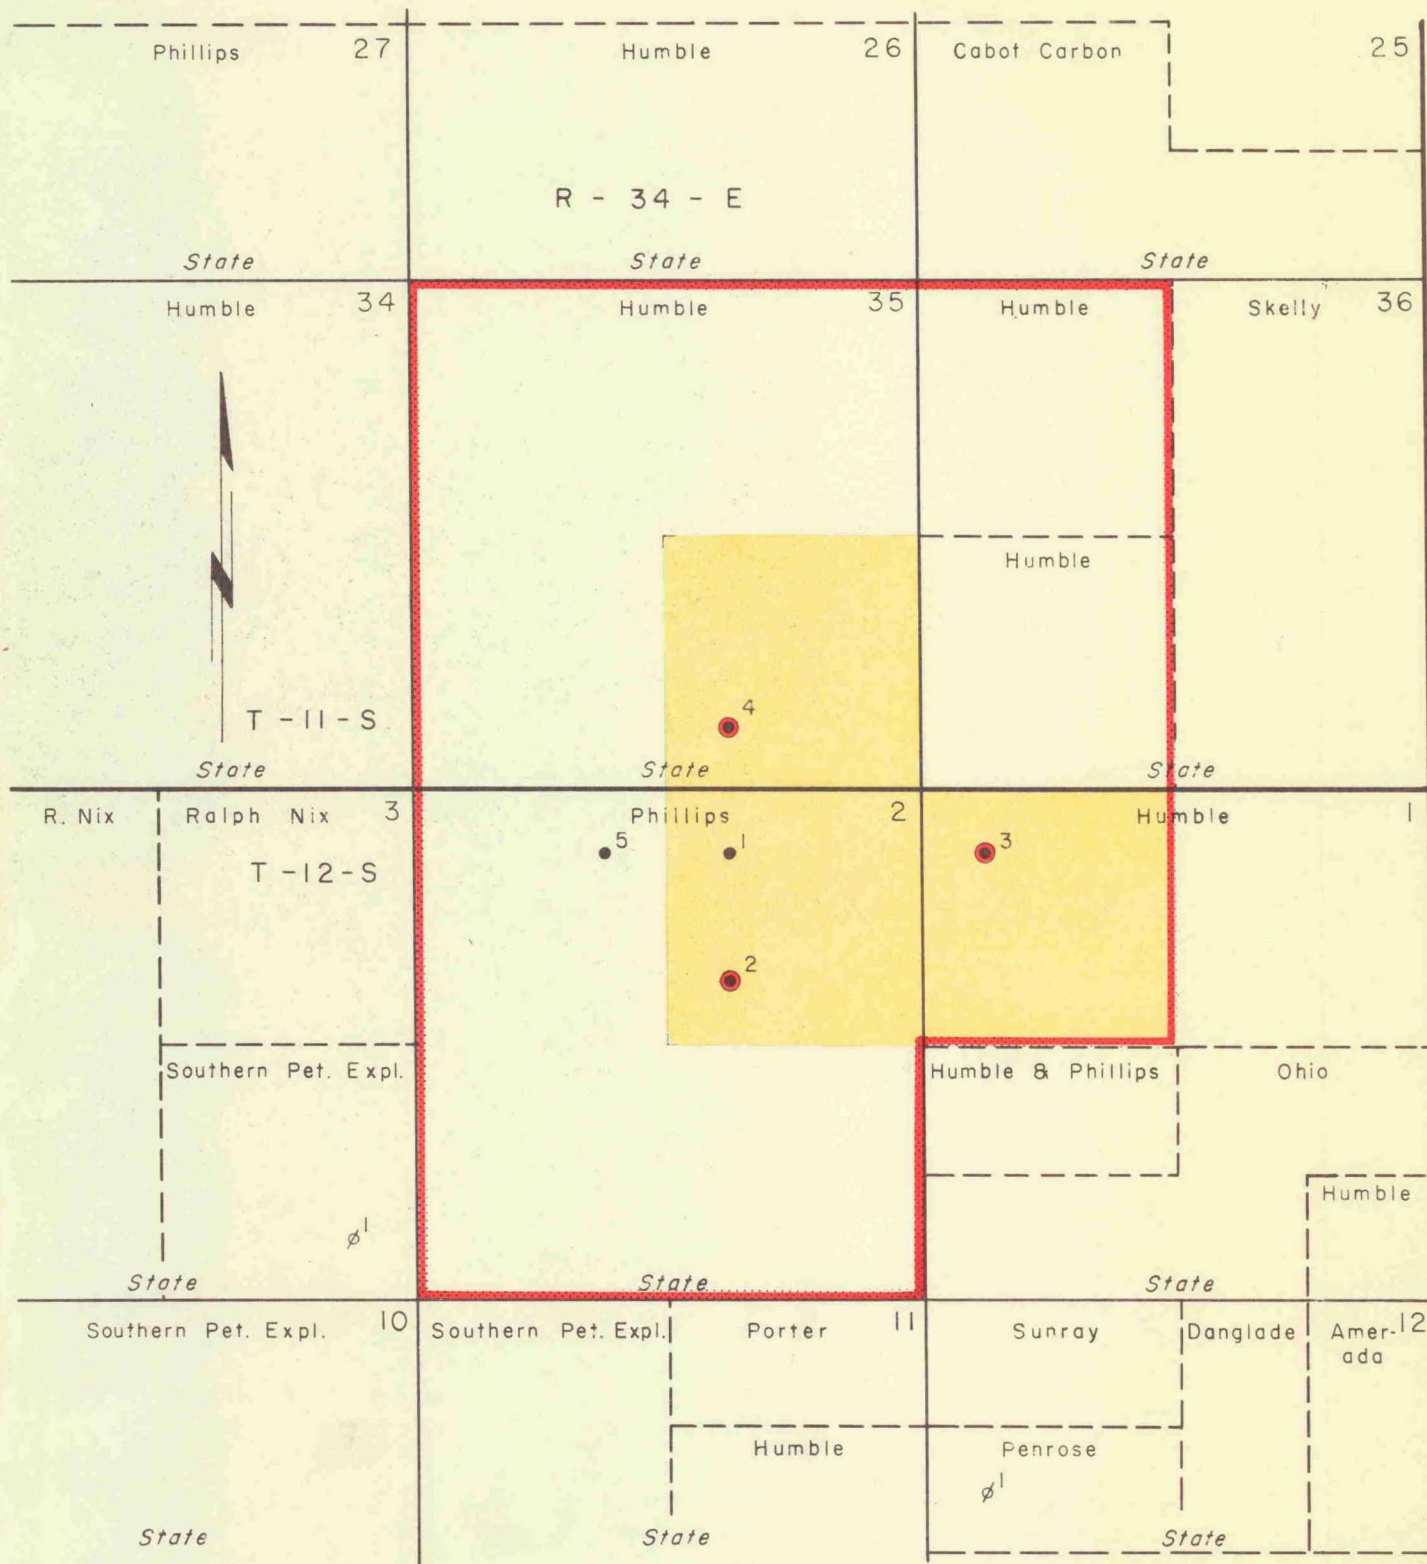 Phillips 27
Humble 26
Cabot Carbon 25
R - 34 - E
State
State
State
Humble 34
Humble 35
Humble
Skelly 36
Humble
4
T - 11 - S
State
State
State
R. Nix
Ralph Nix 3
Phillips 2
Humble 1
5
1
3
T - 12 - S
2
Southern Pet. Expl.
Humble & Phillips
Ohio
Humble
1
State
State
State
Southern Pet. Expl. 10
Southern Pet. Expl.
Porter 11
Sunray
Danglade
Amer- 12
ada
Humble
Penrose
1
State
State
State